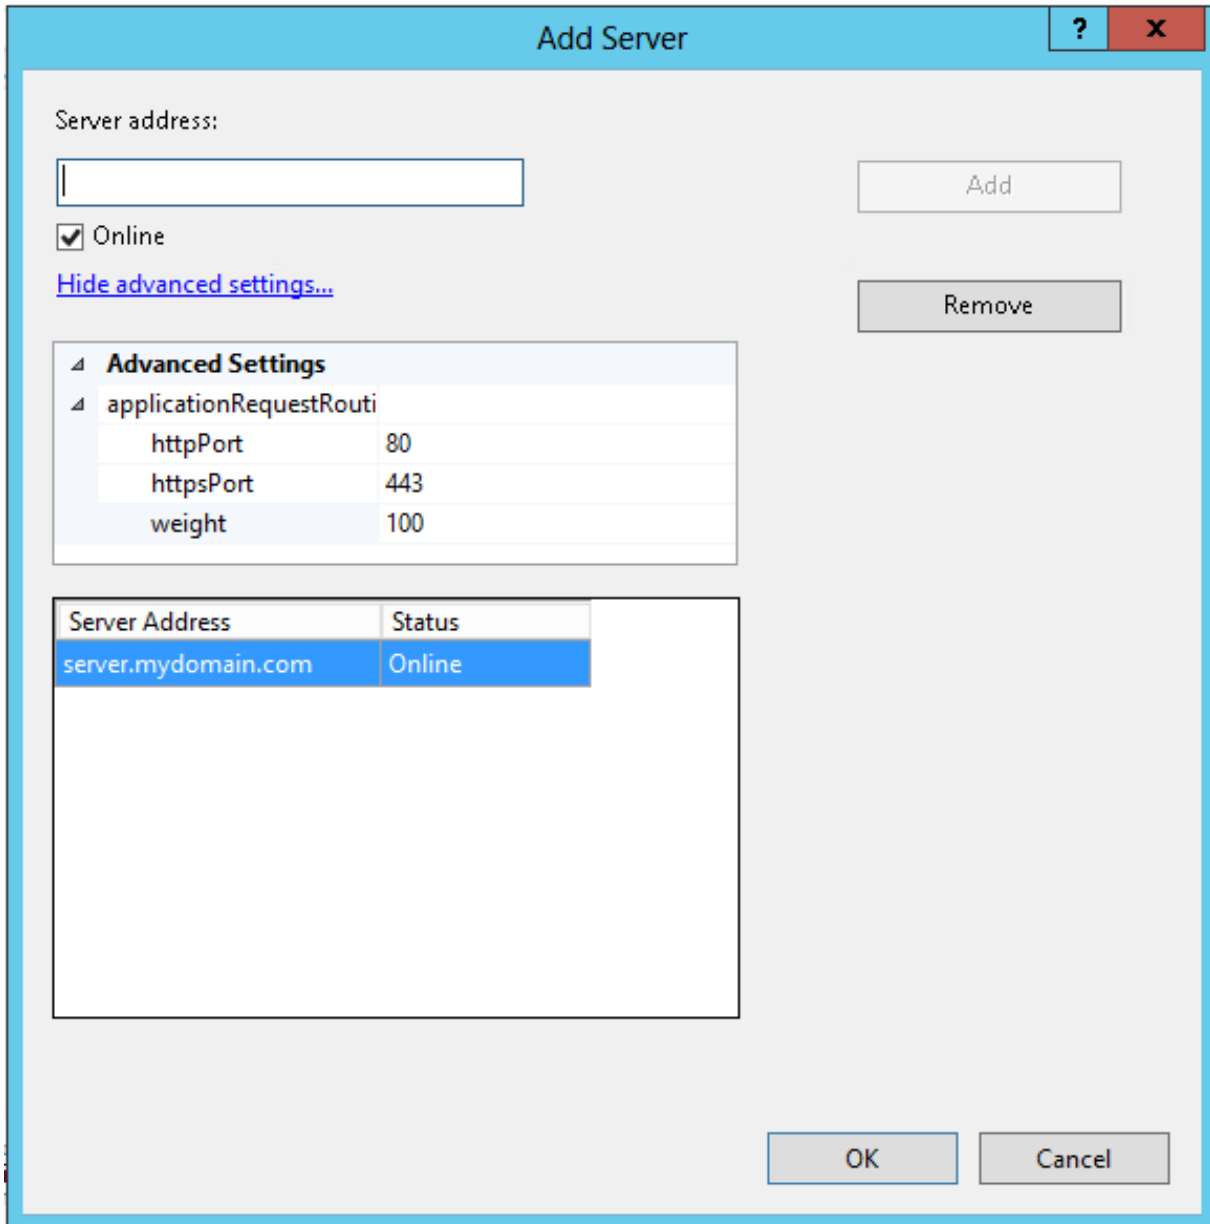 Add Server
?
x
Server address:
Add
Online
Hide advanced settings...
Remove
Advanced Settings
applicationRequestRouti
httpPort 80
httpsPort 443
weight 100
Server Address Status
server.mydomain.com Online
OK Cancel